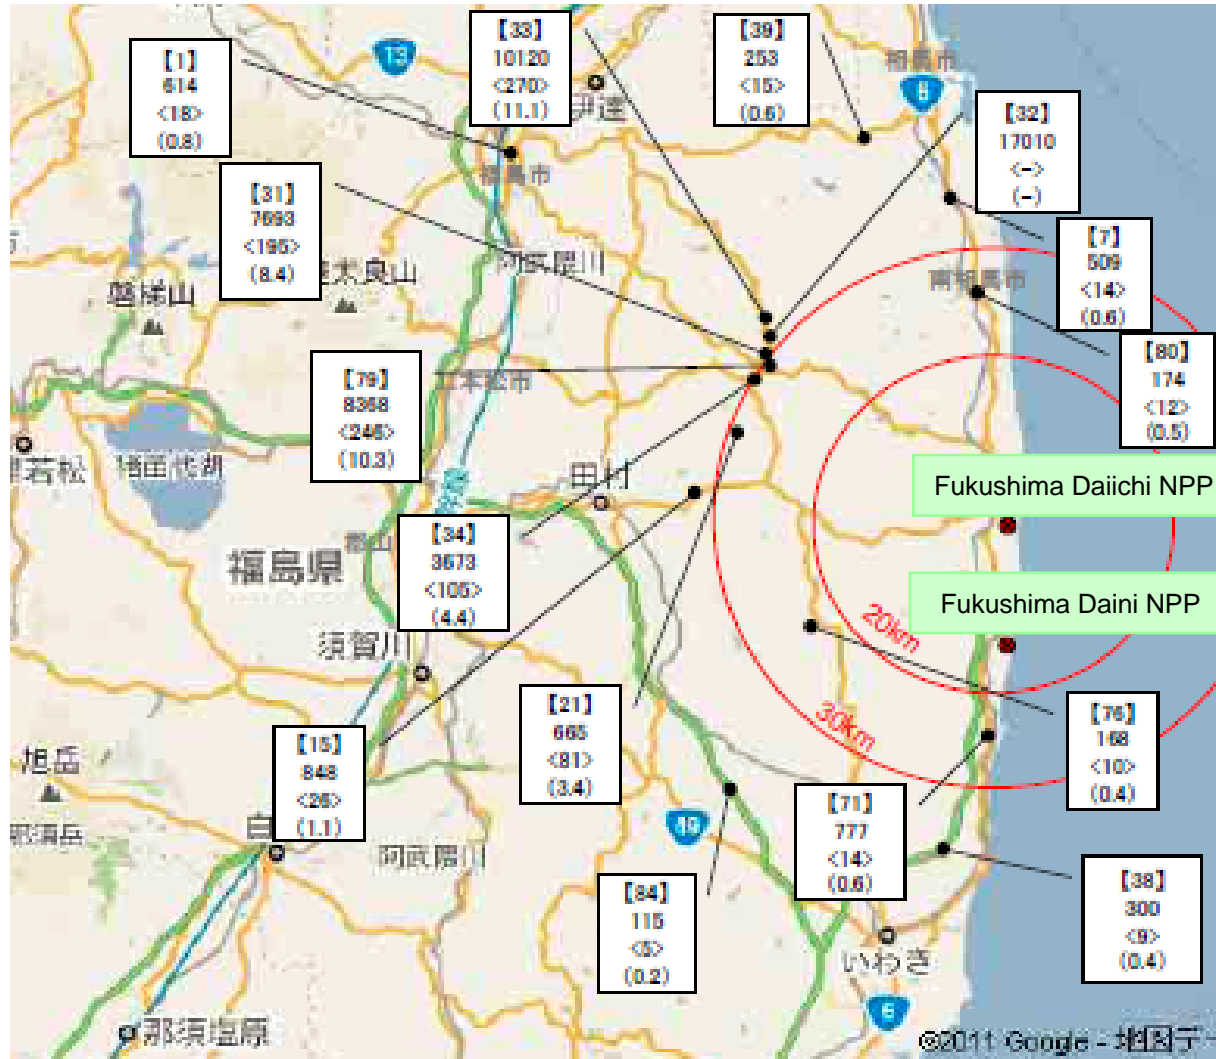 【1】
614
<18>
(0.8)
13
【33】
10120
<270>
(11.1)
伊達
【39】
253
<15>
(0.6)
相馬市
6
【32】
17010
<->
(-)
福島市
【31】
7693
<195>
(8.4)
阿武隈川
【7】
509
<14>
(0.6)
南相馬市
磐梯山
太良山
【80】
174
<12>
(0.5)
【79】
8368
<246>
(10.3)
本松市
若松
猪苗代湖
田村
Fukushima Daiichi NPP
【34】
3673
<105>
(4.4)
郡山
福島県
Fukushima Daini NPP
20km
須賀川
30km
【21】
665
<81>
(3.4)
【76】
168
<10>
(0.4)
【15】
848
<26>
(1.1)
旭岳
那須岳
白
阿武隈川
49
【71】
777
<14>
(0.6)
【84】
115
<5>
(0.2)
【38】
300
<9>
(0.4)
いわき
6
那須塩原
©2011 Google - 地図デー